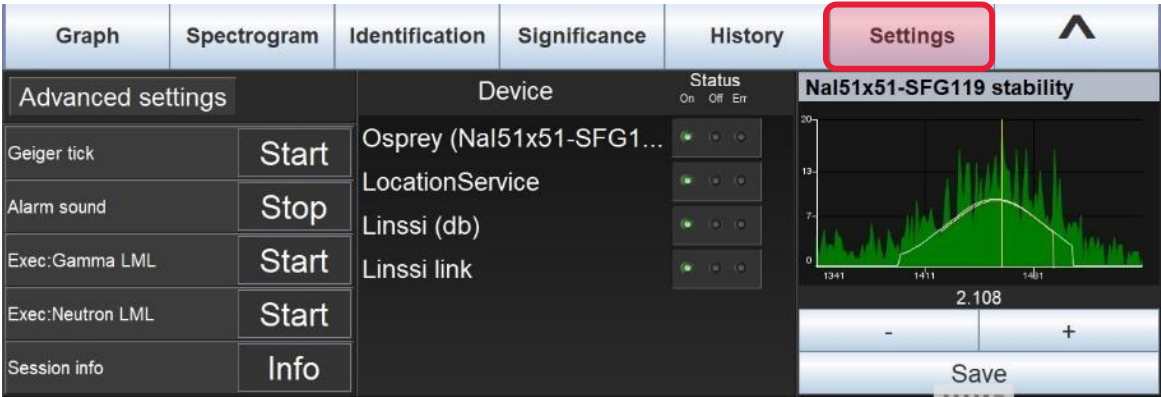 Graph
Spectrogram
Identification
Significance
History
Settings
Advanced settings
Geiger tick
Start
Alarm sound
Stop
Exec:Gamma LML
Start
Exec:Neutron LML
Start
Session info
Info
Device
Status
On Off Err
Osprey (NaI51x51-SFG1...
LocationService
Linssi (db)
Linssi link
NaI51x51-SFG119 stability
20
13
7
0
1341 1411 1481
2.108
- +
Save